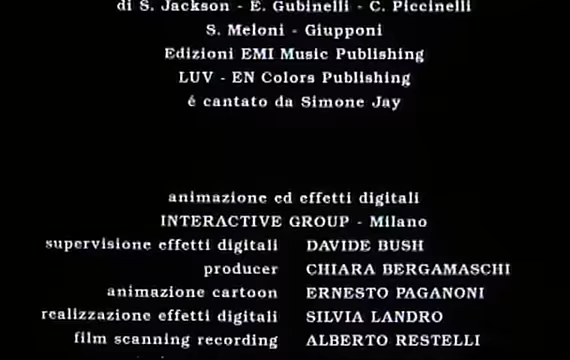 di S. Jackson - E. Gubinelli - C. Piccinelli
S. Meloni - Giupponi
Edizioni EMI Music Publishing
LUV - EN Colors Publishing
é cantato da Simone Jay
animazione ed effetti digitali
INTERACTIVE GROUP - Milano
supervisione effetti digitali DAVIDE BUSH
producer CHIARA BERGAMASCHI
animazione cartoon ERNESTO PAGANONI
realizzazione effetti digitali SILVIA LANDRO
film scanning recording ALBERTO RESTELLI